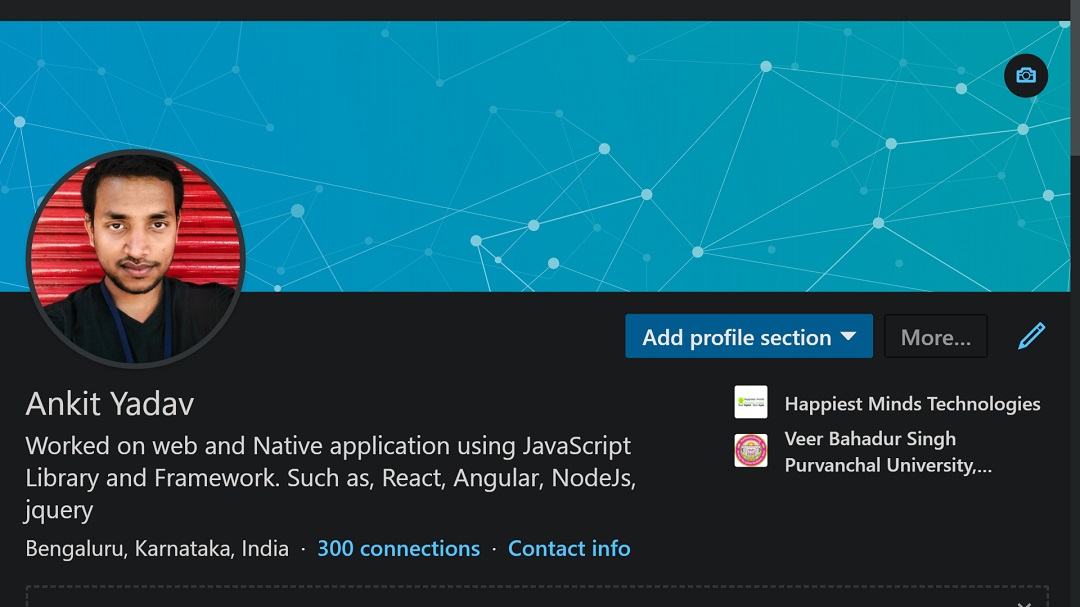 Add profile section
More...
Ankit Yadav
Happiest Minds Technologies
Worked on web and Native application using JavaScript
Library and Framework. Such as, React, Angular, NodeJs,
jquery
Veer Bahadur Singh
Purvanchal University,...
Bengaluru, Karnataka, India · 300 connections · Contact info